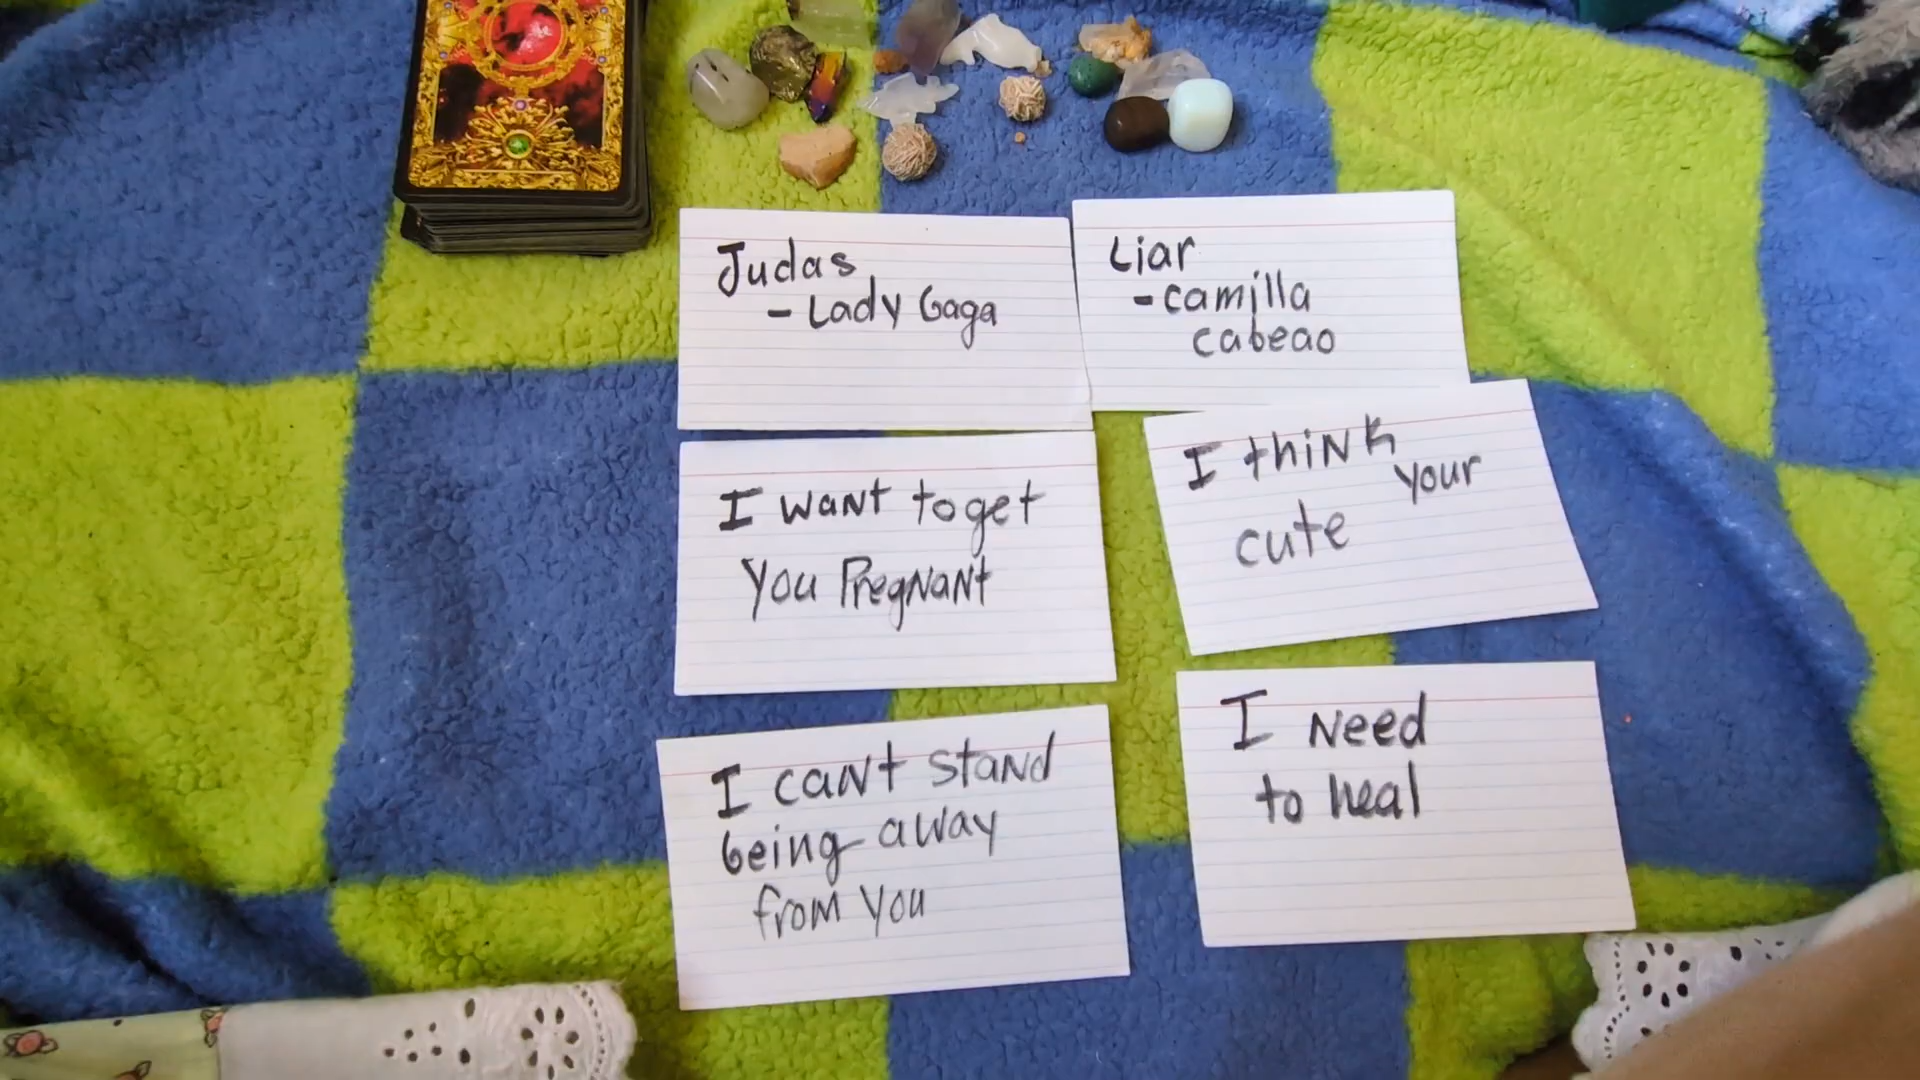 Judas
- Lady Gaga
Liar
- camilla
cabeao
I want to get
you Pregnant
I think your
cute
I can't stand
being away
from you
I need
to heal